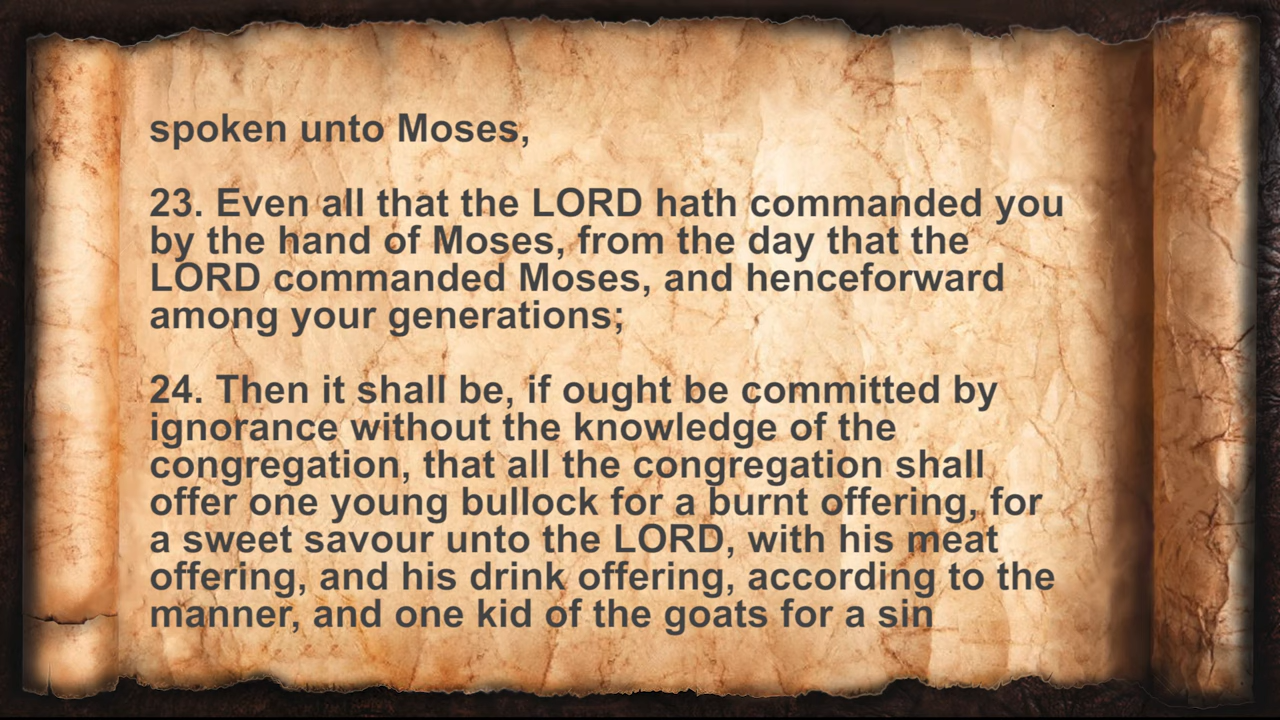 spoken unto Moses,
23. Even all that the LORD hath commanded you
by the hand of Moses, from the day that the
LORD commanded Moses, and henceforward
among your generations;
24. Then it shall be, if ought be committed by
ignorance without the knowledge of the
congregation, that all the congregation shall
offer one young bullock for a burnt offering, for
a sweet savour unto the LORD, with his meat
offering, and his drink offering, according to the
manner, and one kid of the goats for a sin